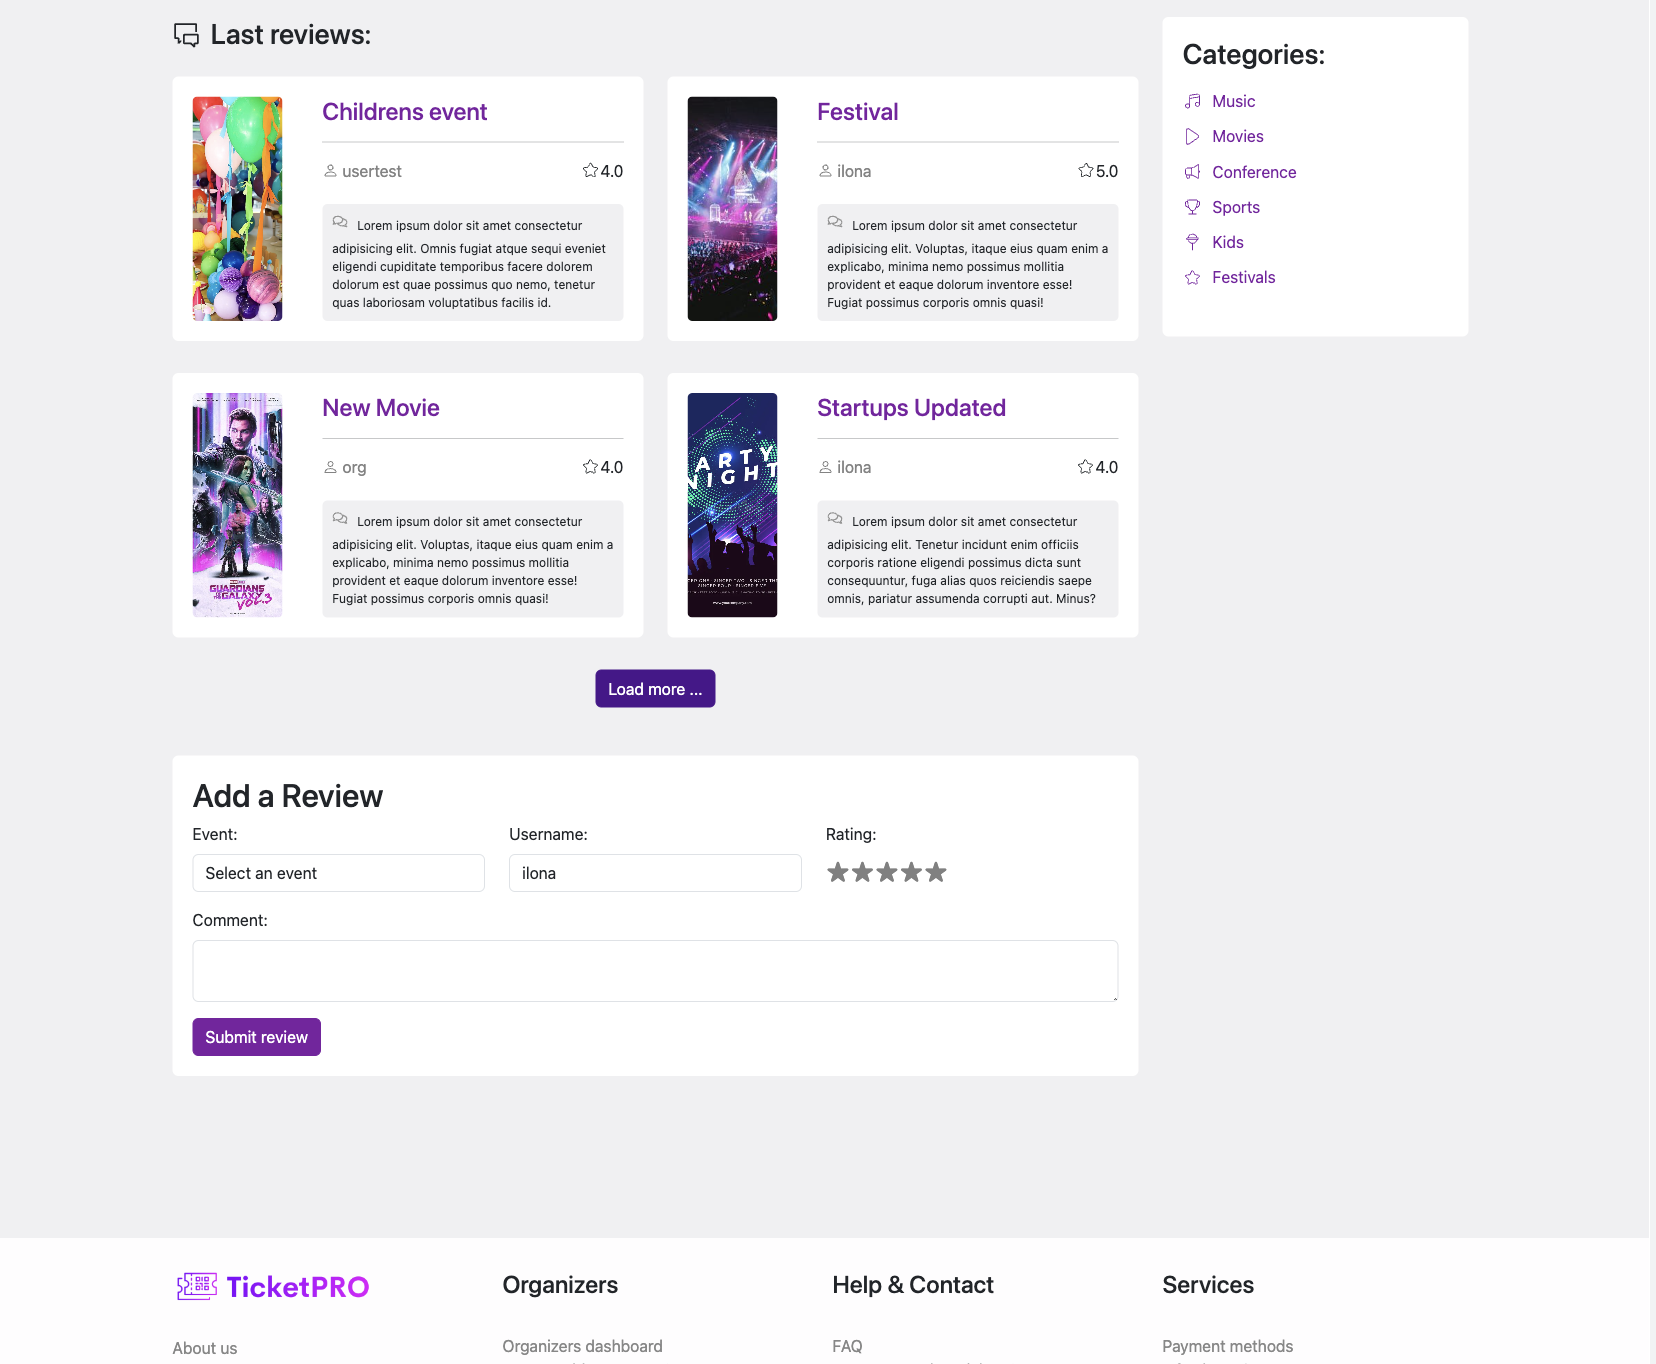 Last reviews:
Childrens event
usertest
4.0
Lorem ipsum dolor sit amet consectetur
adipisicing elit. Omnis fugiat atque sequi eveniet
eligendi cupiditate temporibus facere dolorem
dolorum est quae possimus quo nemo, tenetur
quas laboriosam voluptatibus facilis id.
Festival
ilona
5.0
Lorem ipsum dolor sit amet consectetur
adipisicing elit. Voluptas, itaque eius quam enim a
explicabo, minima nemo possimus mollitia
provident et eaque dolorum inventore esse!
Fugiat possimus corporis omnis quasi!
New Movie
org
4.0
Lorem ipsum dolor sit amet consectetur
adipisicing elit. Voluptas, itaque eius quam enim a
explicabo, minima nemo possimus mollitia
provident et eaque dolorum inventore esse!
Fugiat possimus corporis omnis quasi!
GUARDIANS
OF THE
GALAXY
VOL.3
Startups Updated
ilona
4.0
Lorem ipsum dolor sit amet consectetur
adipisicing elit. Tenetur incidunt enim officiis
corporis ratione eligendi possimus dicta sunt
consequuntur, fuga alias quos reiciendis saepe
omnis, pariatur assumenda corrupti aut. Minus?
ARTY
NIGHT
Load more ...
Categories:
Music
Movies
Conference
Sports
Kids
Festivals
Add a Review
Event:
Select an event
Username:
ilona
Rating:
Comment:
Submit review
TicketPRO
About us
Organizers
Organizers dashboard
Help & Contact
FAQ
Services
Payment methods